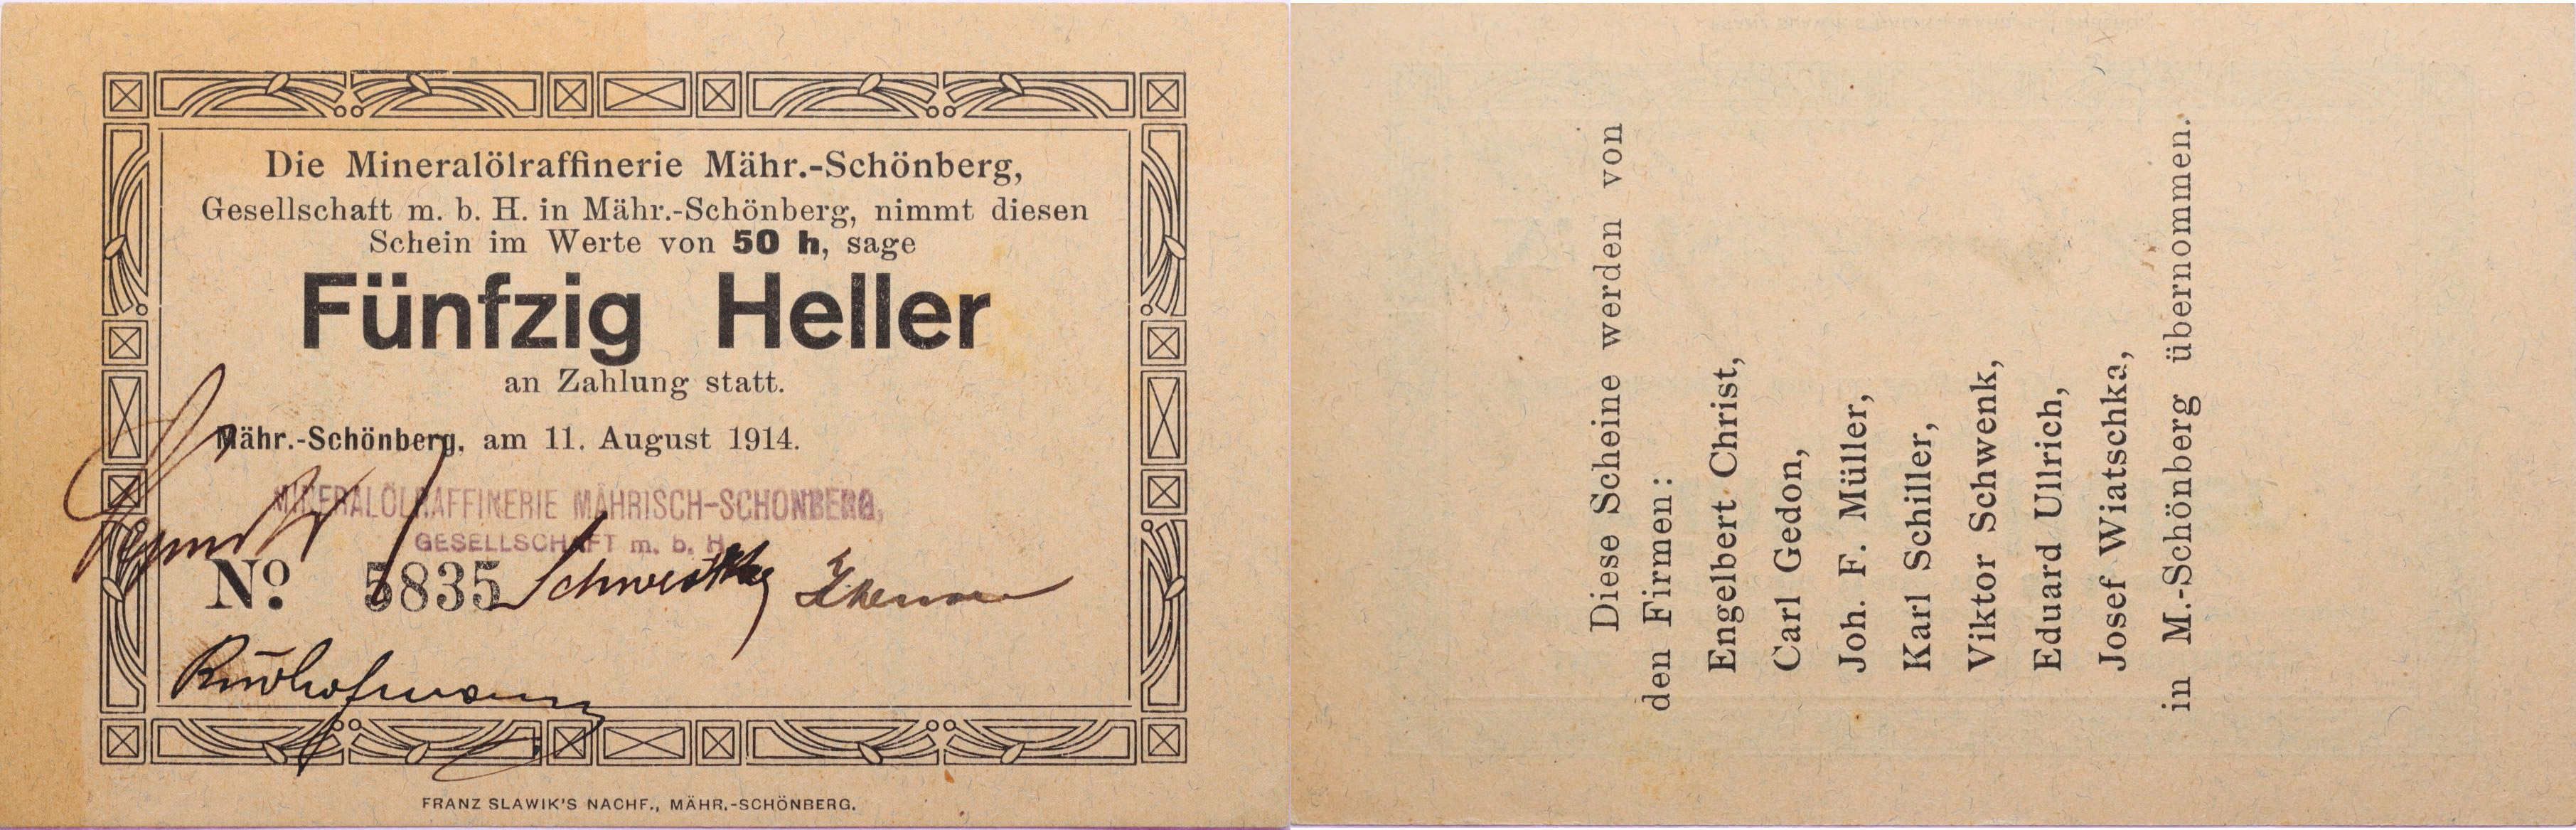 Die Mineralölraffinerie Mähr.-Schönberg,
Gesellschaft m. b. H. in Mähr.-Schönberg, nimmt diesen
Schein im Werte von 50 h, sage
Fünfzig Heller
an Zahlung statt.
Mähr.-Schönberg, am 11. August 1914.
MINERALÖLRAFFINERIE MÄHRISCH-SCHÖNBERG,
GESELLSCHAFT m. b. H.
No. 5835
FRANZ SLAWIK'S NACHF., MÄHR.-SCHÖNBERG.
Diese Scheine werden von
den Firmen:
Engelbert Christ,
Carl Gedon,
Joh. F. Müller,
Karl Schiller,
Viktor Schwenk,
Eduard Ullrich,
Josef Wiatschka,
in M.-Schönberg übernommen.